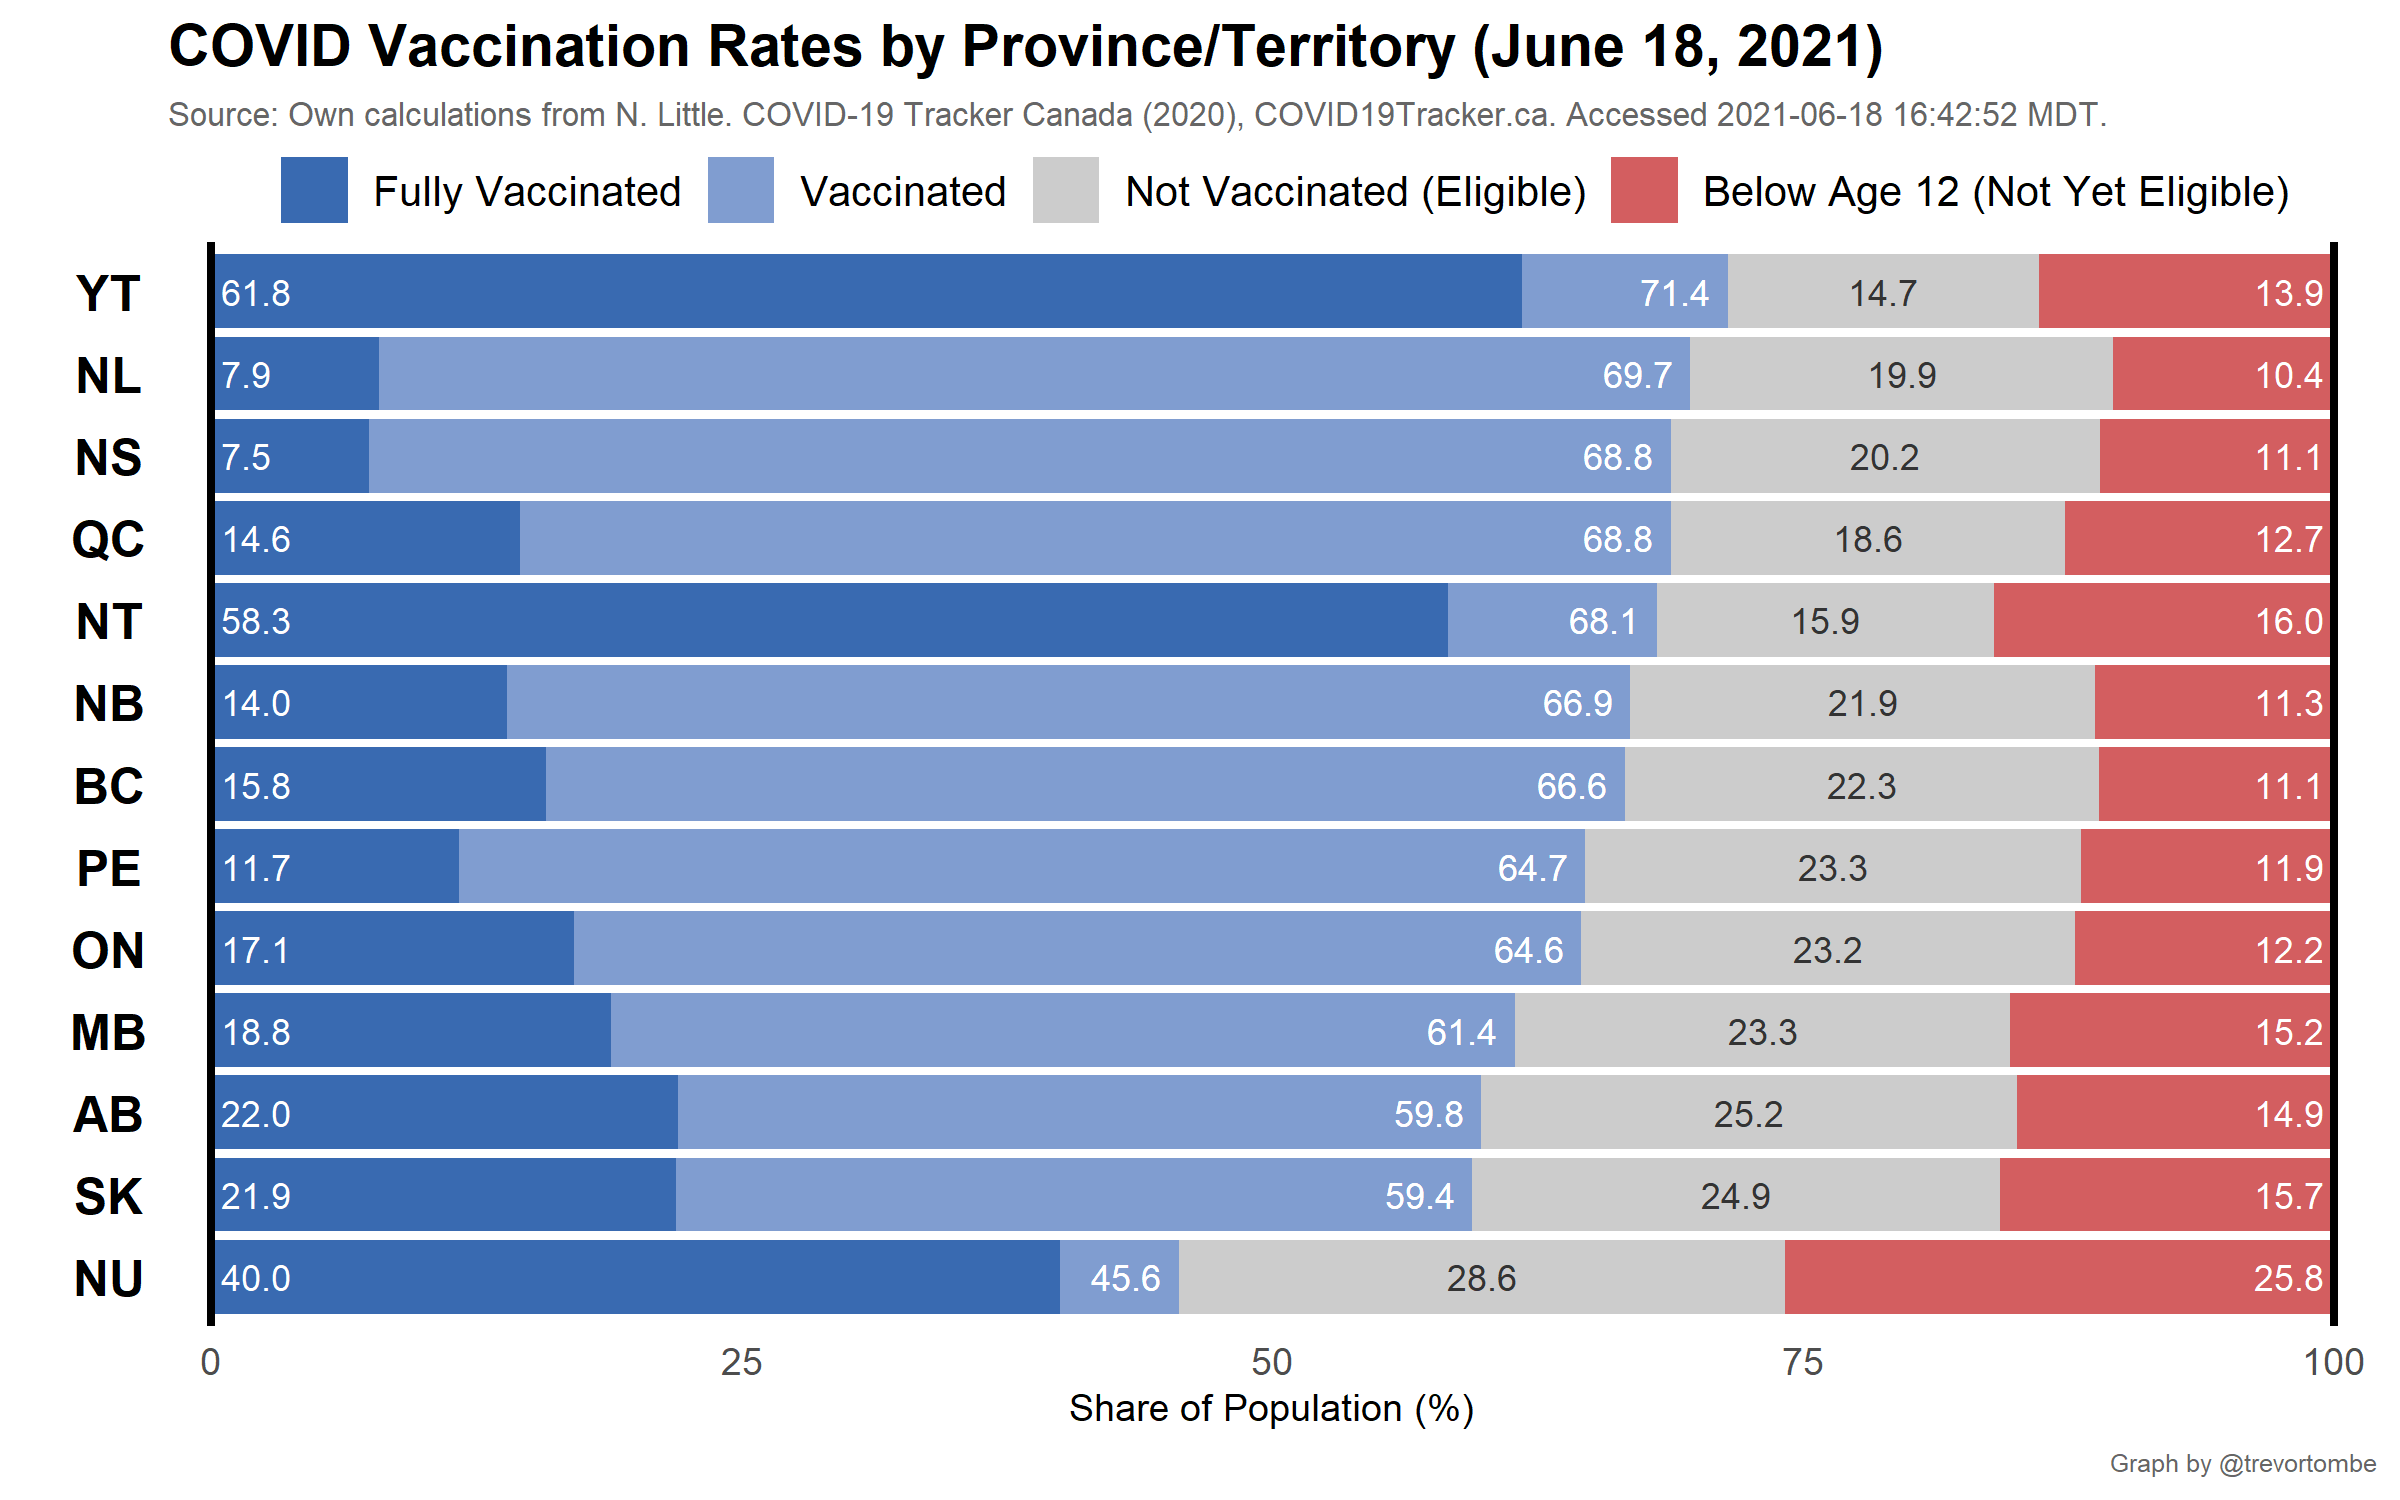 COVID Vaccination Rates by Province/Territory (June 18, 2021)
Source: Own calculations from N. Little. COVID-19 Tracker Canada (2020), COVID19Tracker.ca. Accessed 2021-06-18 16:42:52 MDT.
Fully Vaccinated Vaccinated Not Vaccinated (Eligible) Below Age 12 (Not Yet Eligible)
YT 61.8 71.4 14.7 13.9
NL 7.9 69.7 19.9 10.4
NS 7.5 68.8 20.2 11.1
QC 14.6 68.8 18.6 12.7
NT 58.3 68.1 15.9 16.0
NB 14.0 66.9 21.9 11.3
BC 15.8 66.6 22.3 11.1
PE 11.7 64.7 23.3 11.9
ON 17.1 64.6 23.2 12.2
MB 18.8 61.4 23.3 15.2
AB 22.0 59.8 25.2 14.9
SK 21.9 59.4 24.9 15.7
NU 40.0 45.6 28.6 25.8
0 25 50 75 100
Share of Population (%)
Graph by @trevortombe